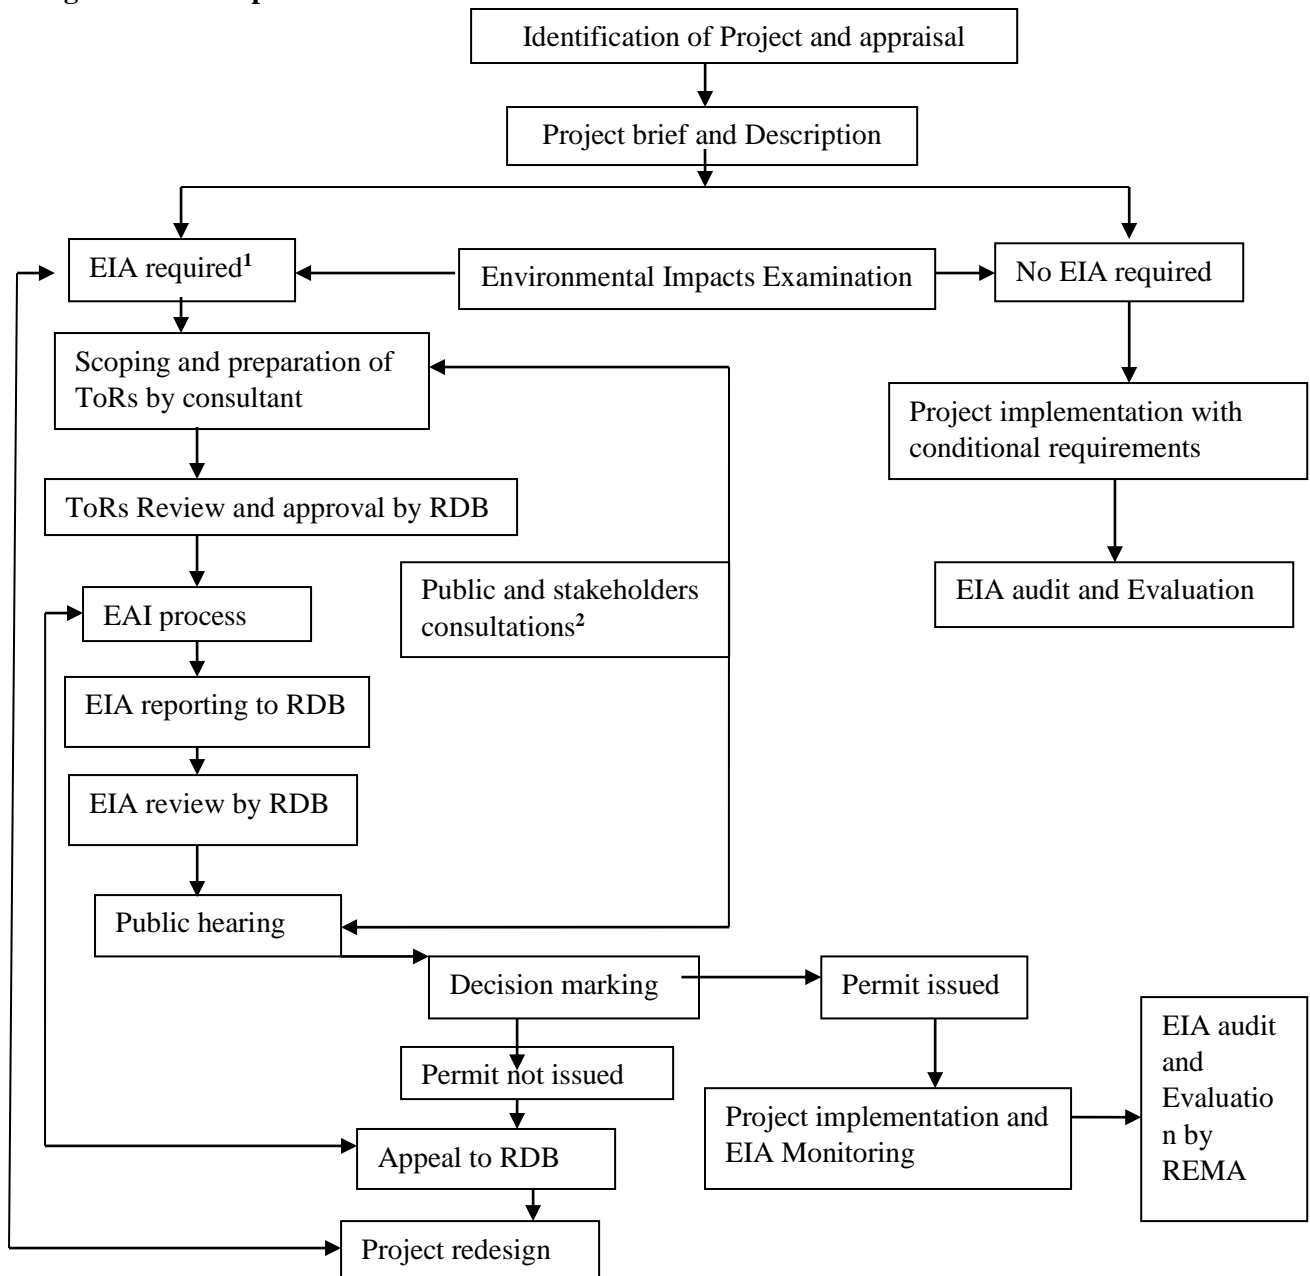 Identification of Project and appraisal
Project brief and Description
EIA required1
Environmental Impacts Examination
No EIA required
Scoping and preparation of
ToRs by consultant
Project implementation with
conditional requirements
ToRs Review and approval by RDB
Public and stakeholders
consultations2
EIA audit and Evaluation
EAI process
EIA reporting to RDB
EIA review by RDB
Public hearing
Decision marking
Permit issued
EIA audit
and
Evaluatio
n by
REMA
Permit not issued
Project implementation and
EIA Monitoring
Appeal to RDB
Project redesign